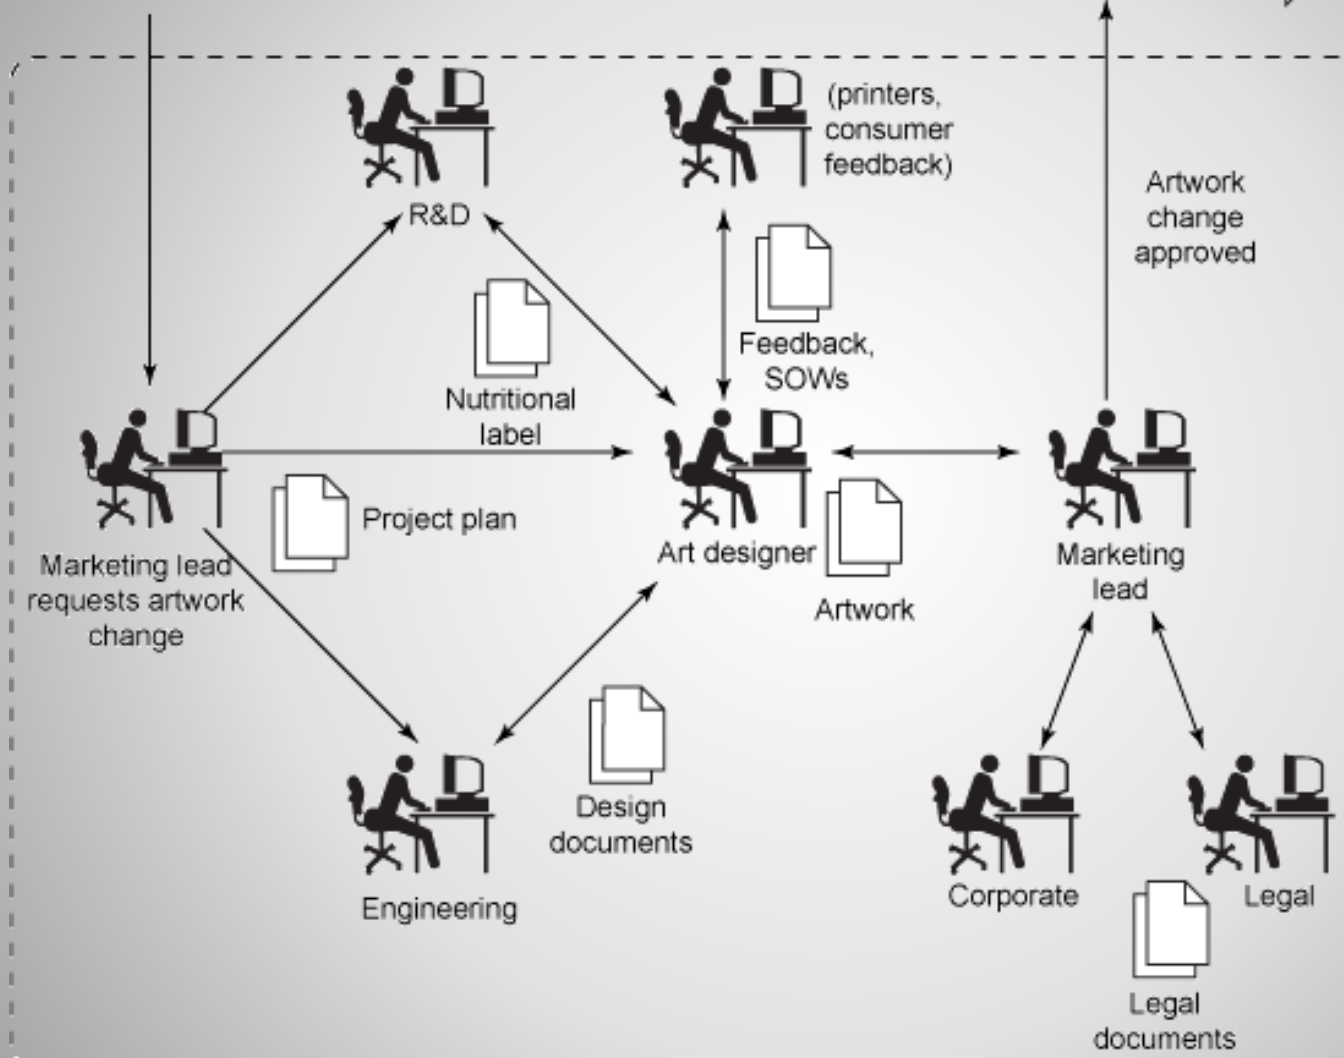 (printers,
consumer
feedback)
Artwork
change
approved
R&D
Feedback,
SOWs
Nutritional
label
Project plan
Marketing lead
requests artwork
change
Art designer
Artwork
Marketing
lead
Design
documents
Engineering
Corporate
Legal
Legal
documents